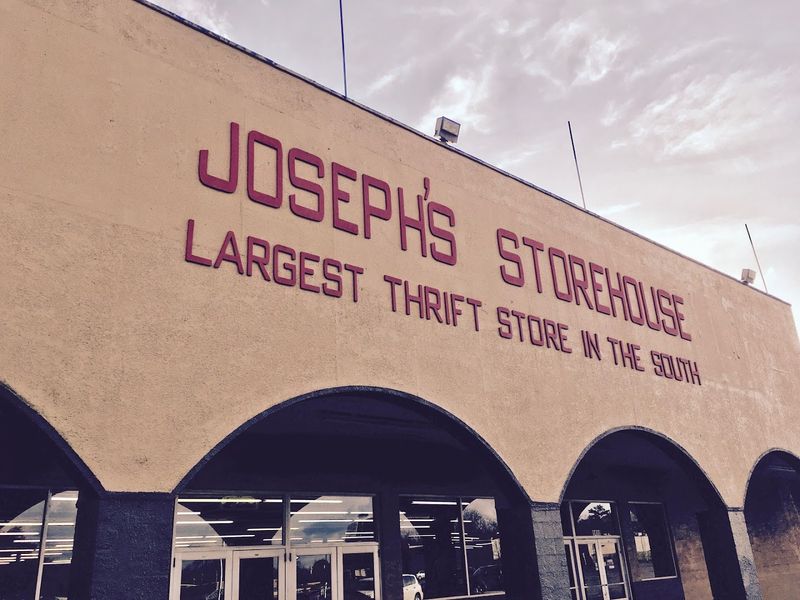 JOSEPH'S STOREHOUSE
LARGEST THRIFT STORE IN THE SOUTH